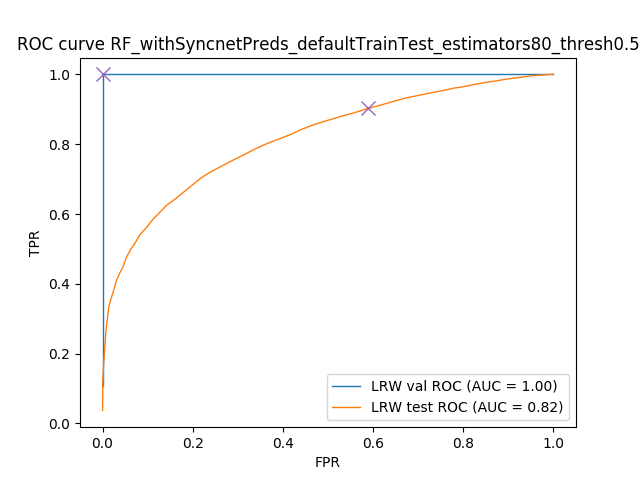 ROC curve RF_withSyncnetPreds_defaultTrainTest_estimators80_thresh0.5
1.0
0.8
0.6
0.4
0.2
0.0
TPR
LRW val ROC (AUC = 1.00)
LRW test ROC (AUC = 0.82)
0.0 0.2 0.4 0.6 0.8 1.0
FPR